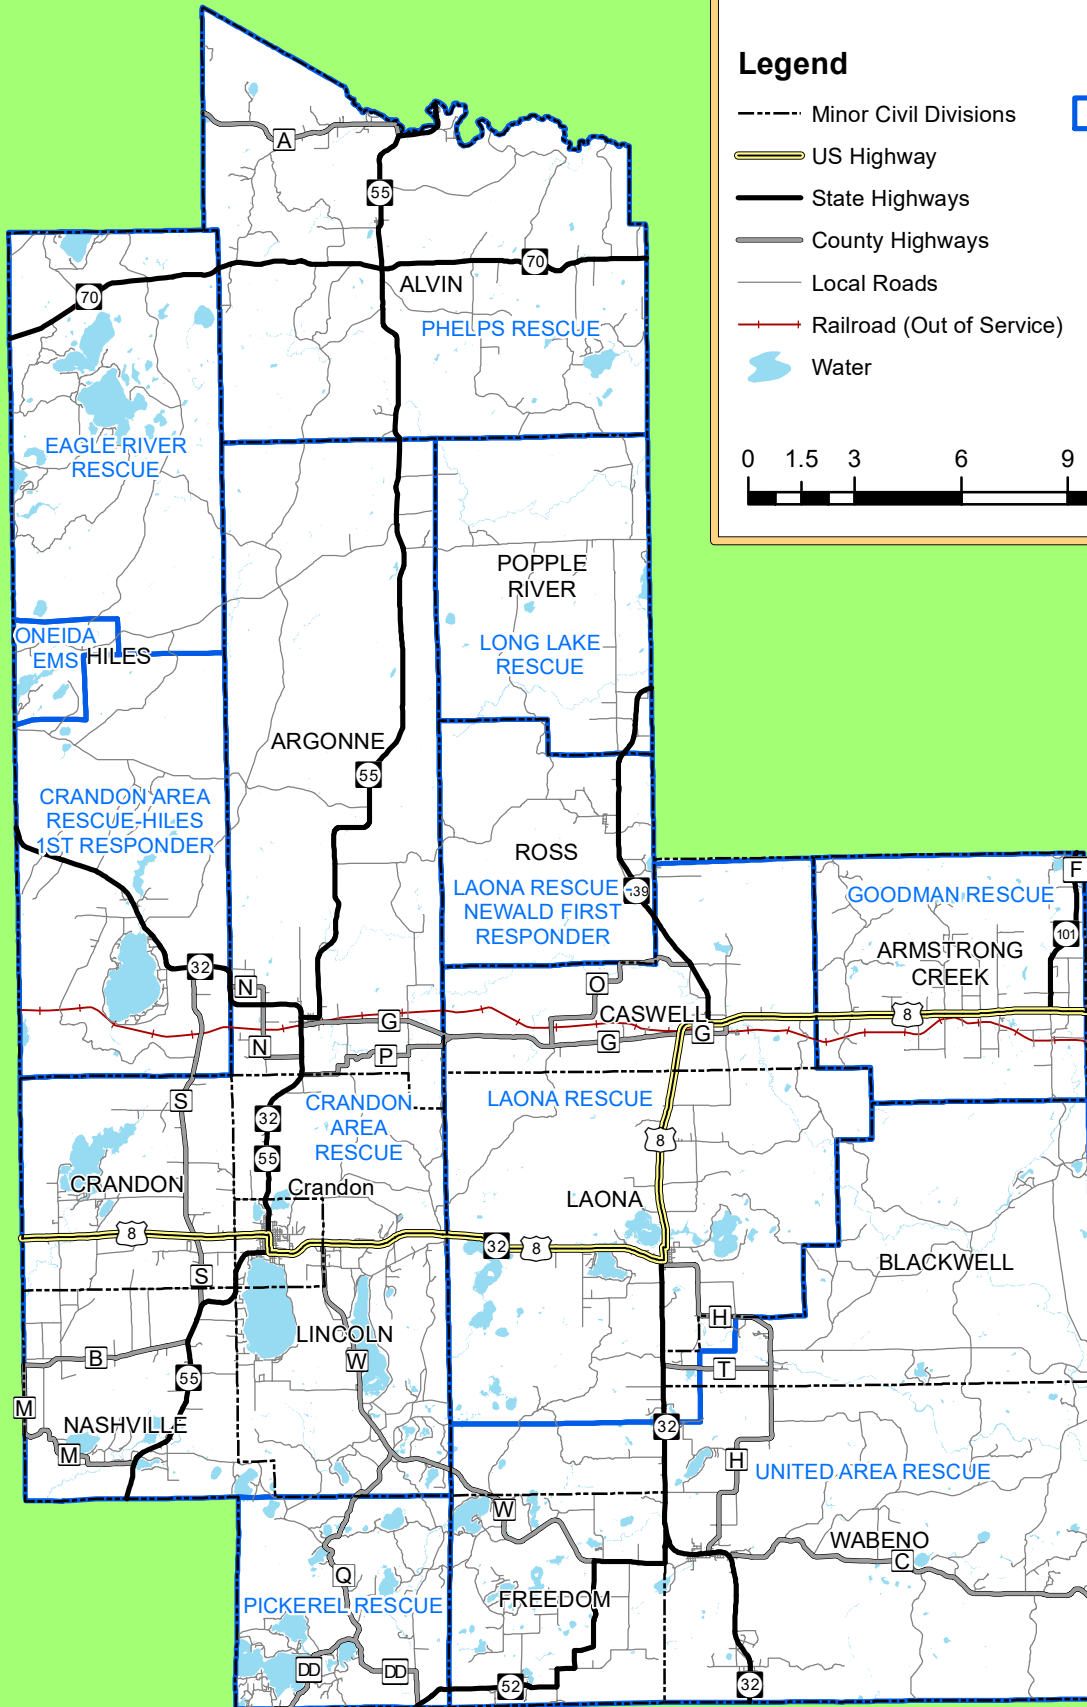 Legend
Minor Civil Divisions
US Highway
State Highways
County Highways
Local Roads
Railroad (Out of Service)
Water
0 1.5 3 6 9
A
55
70
70
ALVIN
PHELPS RESCUE
EAGLE RIVER
RESCUE
POPPLE
RIVER
ONEIDA
EMS
HILES
LONG LAKE
RESCUE
ARGONNE
55
CRANDON AREA
RESCUE-HILES
1ST RESPONDER
ROSS
LAONA RESCUE -
NEWALD FIRST
RESPONDER
139
F
GOODMAN RESCUE
101
ARMSTRONG
CREEK
32
N
O
CASWELL
G
G
G
8
N
P
S
CRANDON
AREA
RESCUE
LAONA RESCUE
32
55
8
CRANDON
Crandon
LAONA
8
32
8
S
BLACKWELL
H
LINCOLN
B
W
T
55
M
NASHVILLE
M
32
H
UNITED AREA RESCUE
W
WABENO
C
Q
FREEDOM
PICKEREL RESCUE
DD
DD
52
32